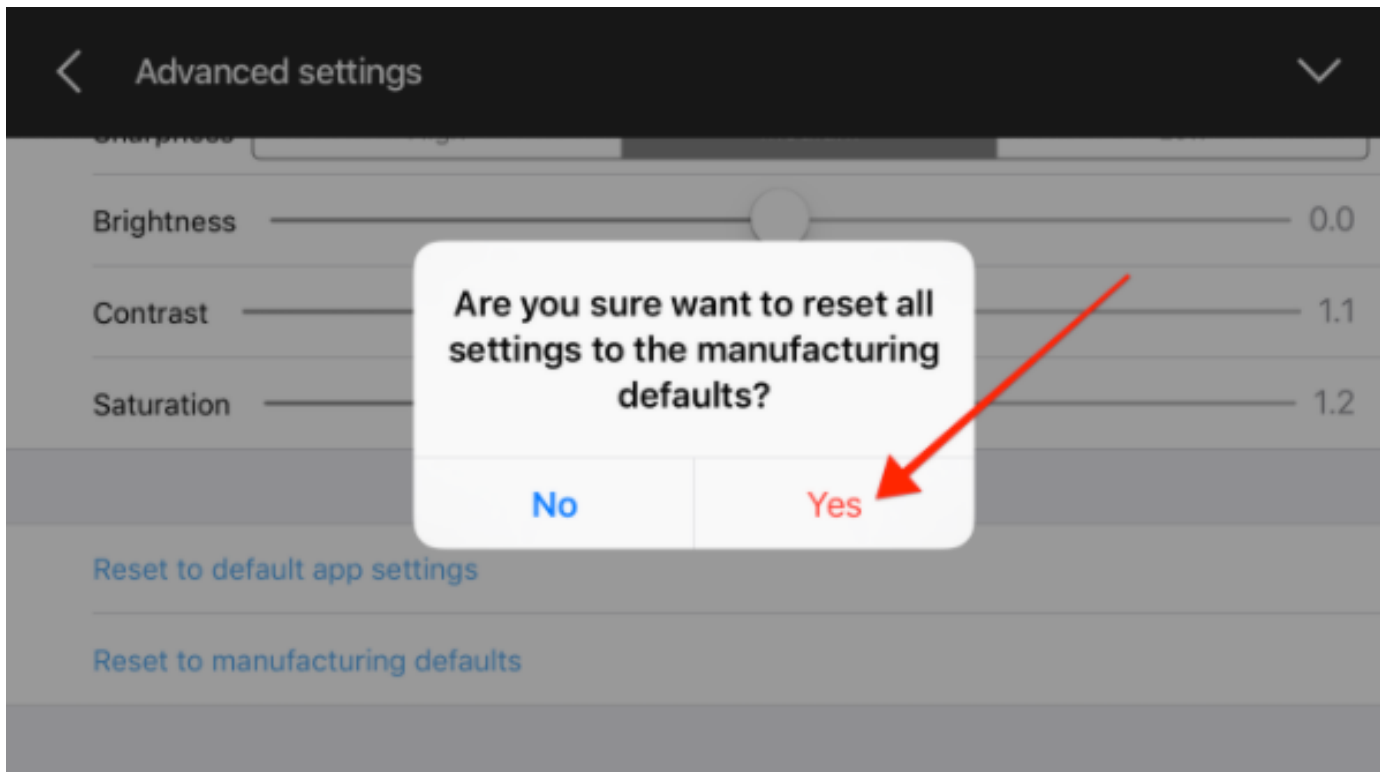 Advanced settings
Brightness
0.0
Contrast
1.1
Saturation
1.2
Are you sure want to reset all
settings to the manufacturing
defaults?
No
Yes
Reset to default app settings
Reset to manufacturing defaults